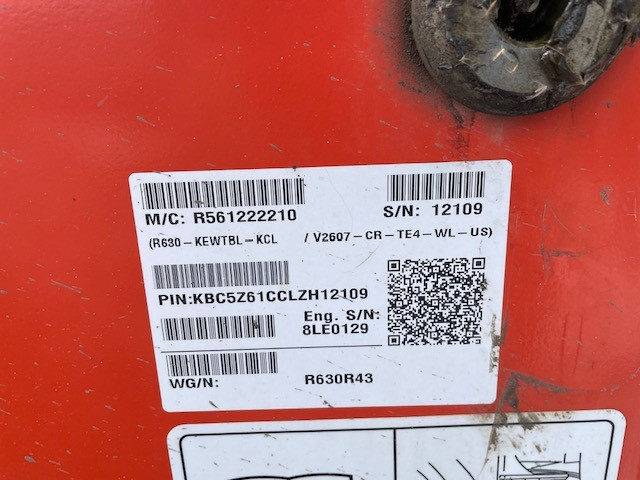 M/C: R561222210 S/N: 12109
(R630-KEWTBL-KCL / V2607-CR-TE4-WL-US)
PIN:KBC5Z61CCLZH12109
Eng. S/N:
8LE0129
WG/N: R630R43